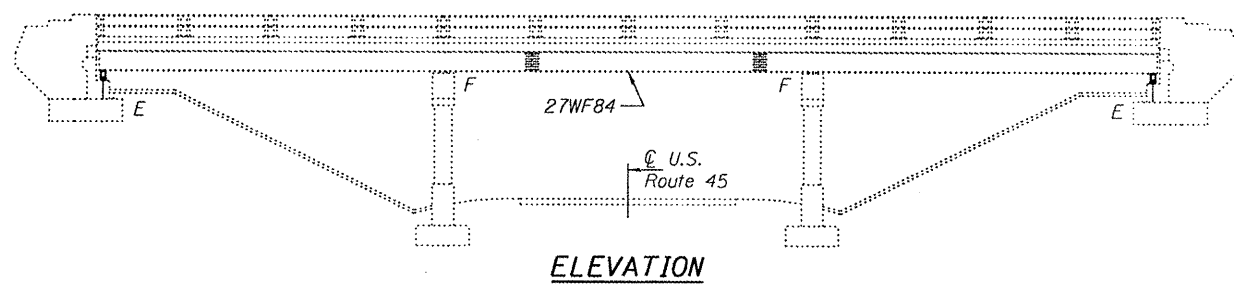 F
F
E
E
27WF84
℄ U.S.
Route 45
ELEVATION